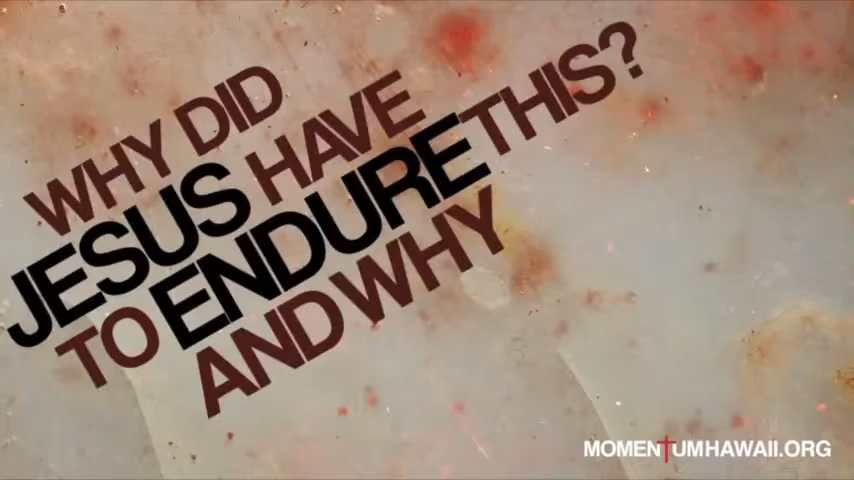 WHY DID
JESUS HAVE
TO ENDURE THIS?
AND WHY
MOMENTUMHAWAII.ORG